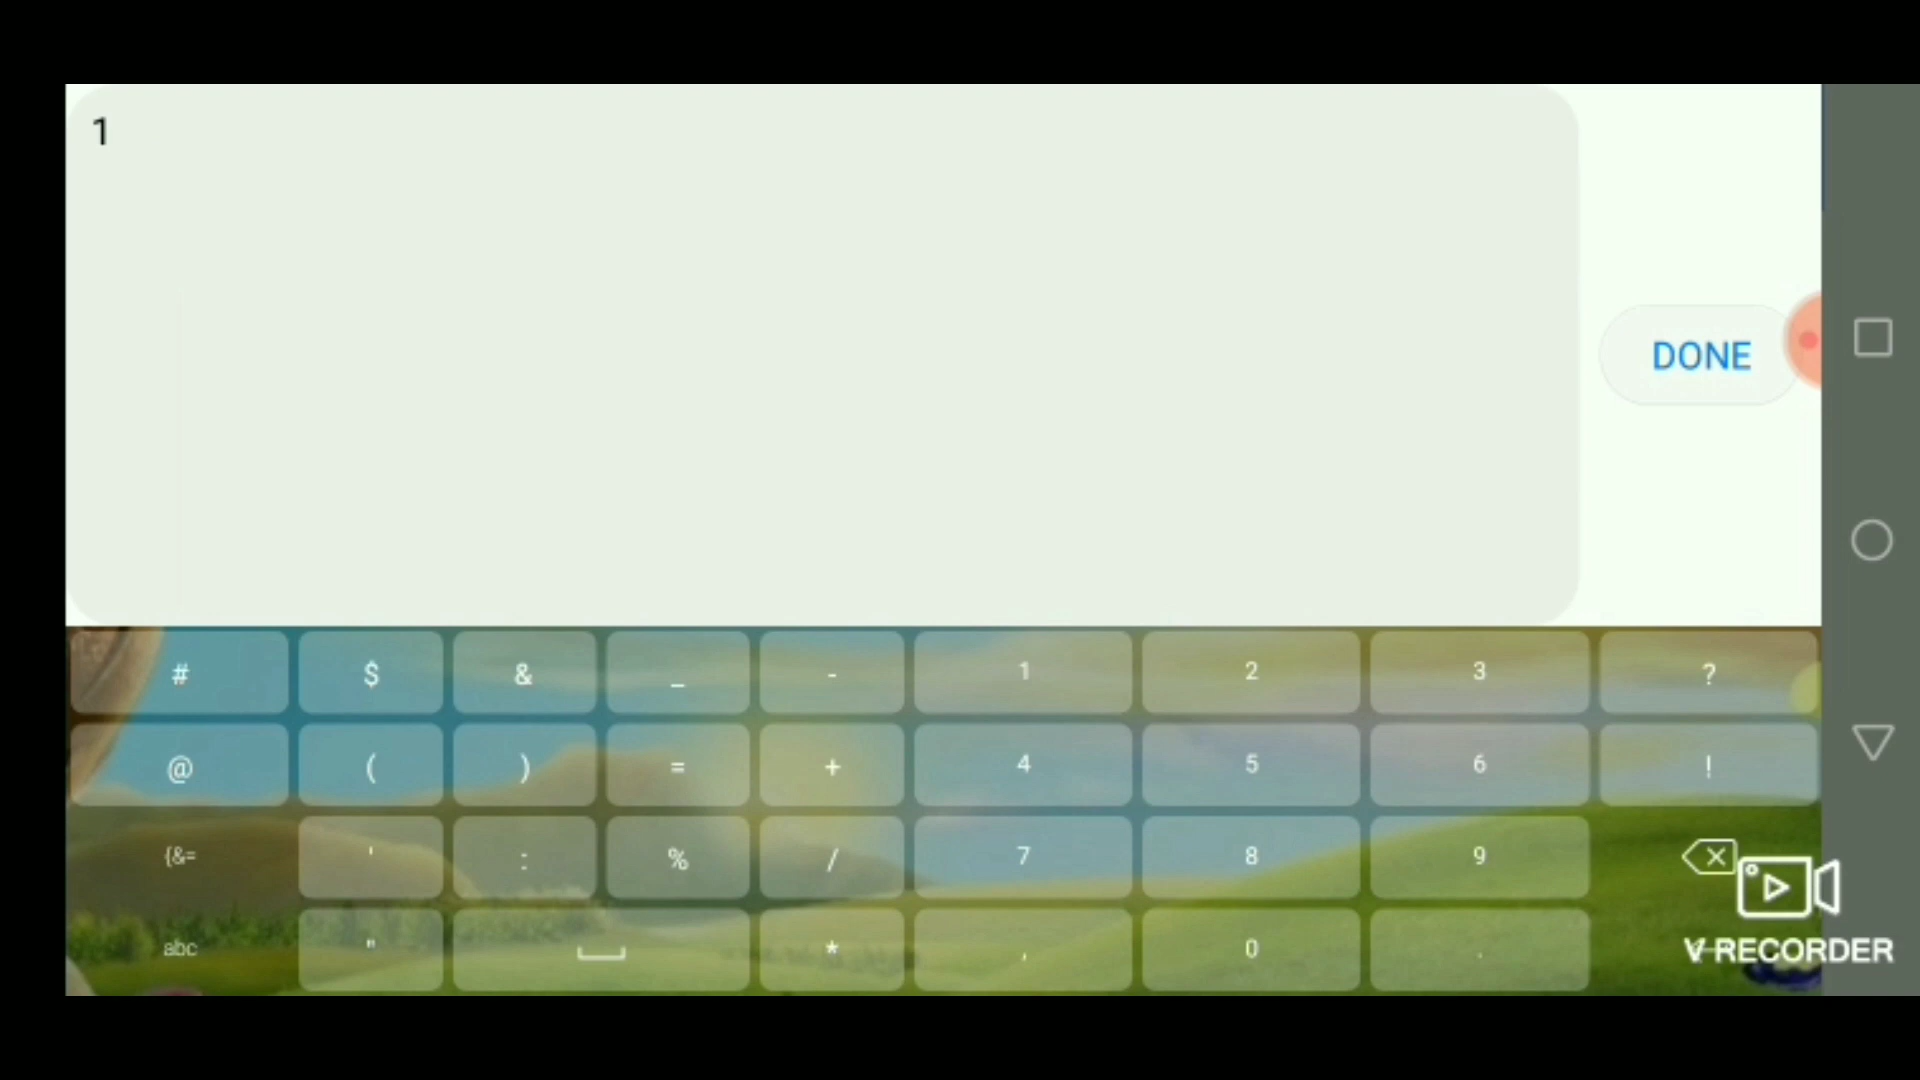 1
DONE
# $ & _ - 1 2 3 ?
@ ( ) = + 4 5 6 !
{&= ' : % / 7 8 9
abc " * , 0 .
V RECORDER